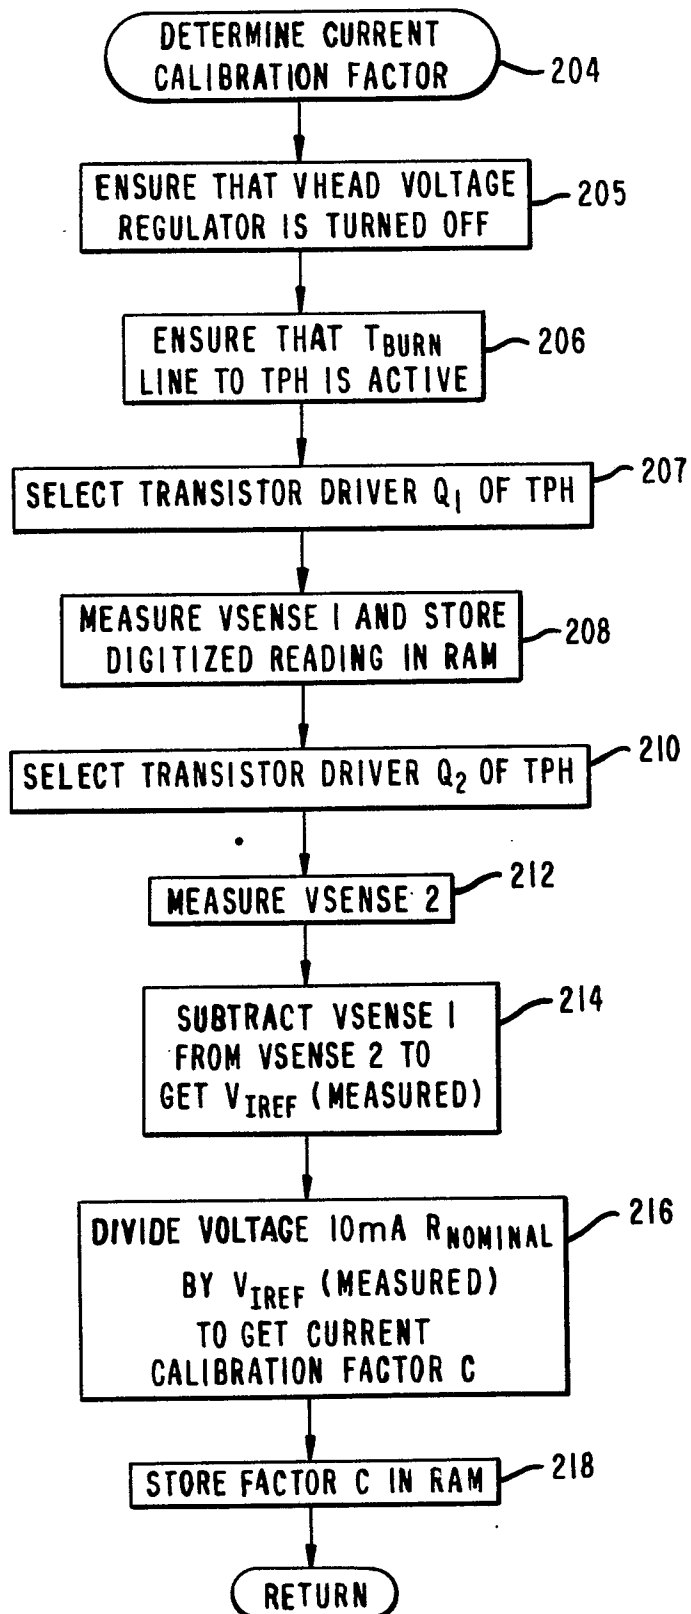 DETERMINE CURRENT
CALIBRATION FACTOR
204
ENSURE THAT VHEAD VOLTAGE
REGULATOR IS TURNED OFF
205
ENSURE THAT TBURN
LINE TO TPH IS ACTIVE
206
SELECT TRANSISTOR DRIVER Q1 OF TPH
207
MEASURE VSENSE 1 AND STORE
DIGITIZED READING IN RAM
208
SELECT TRANSISTOR DRIVER Q2 OF TPH
210
MEASURE VSENSE 2
212
SUBTRACT VSENSE 1
FROM VSENSE 2 TO
GET VIREF (MEASURED)
214
DIVIDE VOLTAGE 10mA RNOMINAL
BY VIREF (MEASURED)
TO GET CURRENT
CALIBRATION FACTOR C
216
STORE FACTOR C IN RAM
218
RETURN